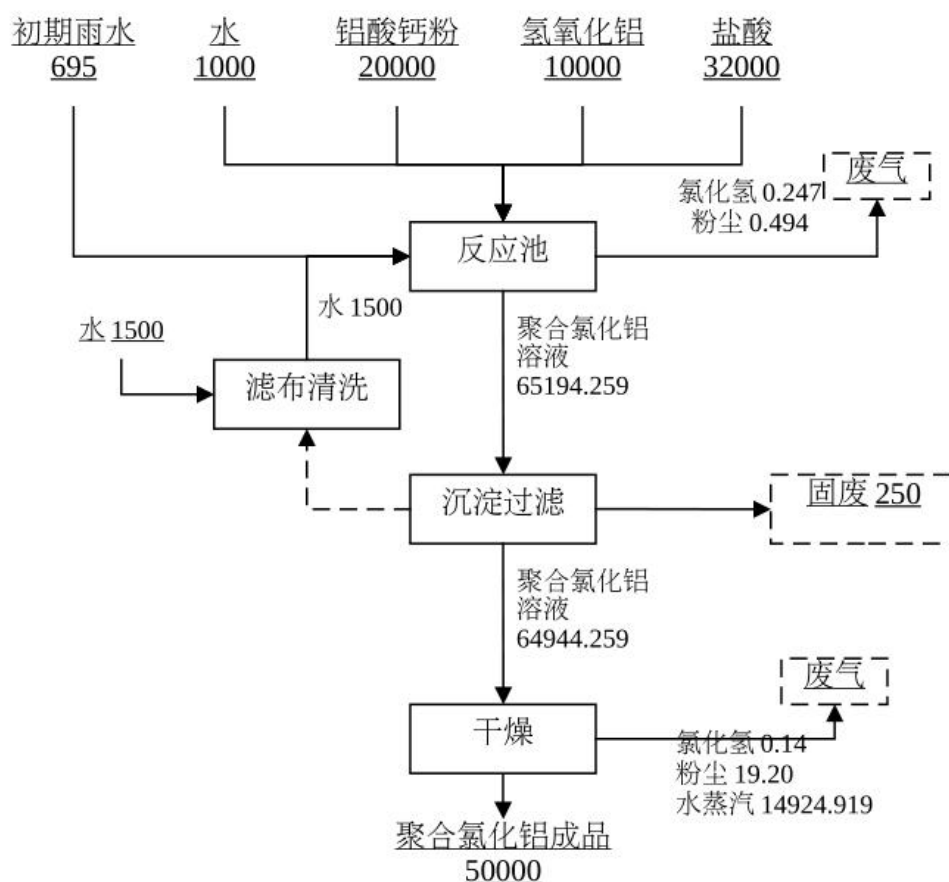 初期雨水
695
水
1000
铝酸钙粉
20000
氢氧化铝
10000
盐酸
32000
废气
氯化氢 0.247
粉尘 0.494
反应池
水 1500
水 1500
聚合氯化铝
溶液
65194.259
滤布清洗
沉淀过滤
固废 250
聚合氯化铝
溶液
64944.259
废气
干燥
氯化氢 0.14
粉尘 19.20
水蒸汽 14924.919
聚合氯化铝成品
50000